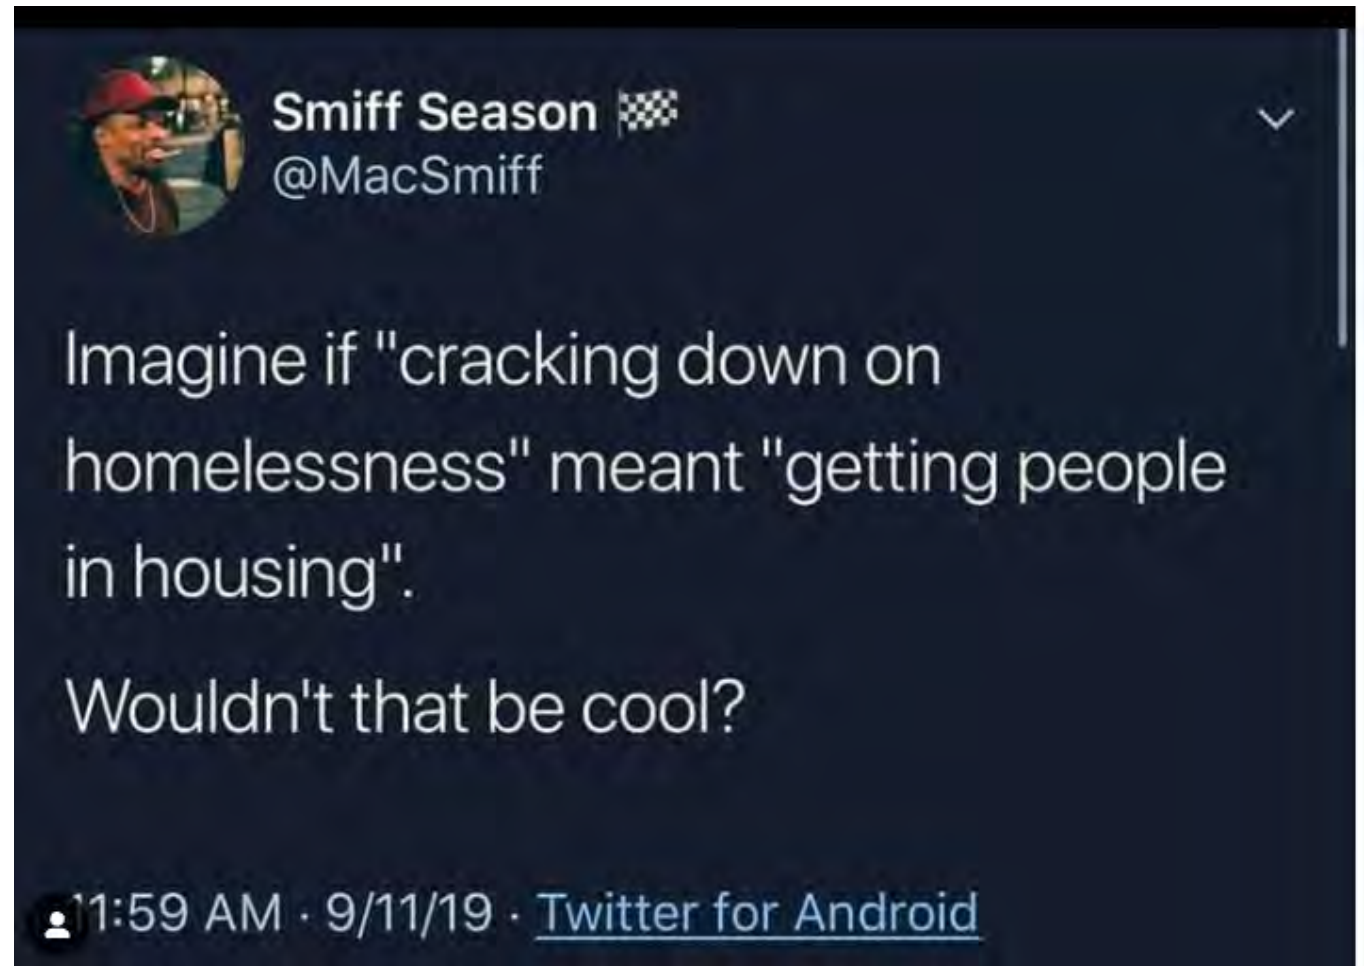 Smiff Season 🏁
@MacSmiff
Imagine if "cracking down on
homelessness" meant "getting people
in housing".
Wouldn't that be cool?
11:59 AM · 9/11/19 · Twitter for Android